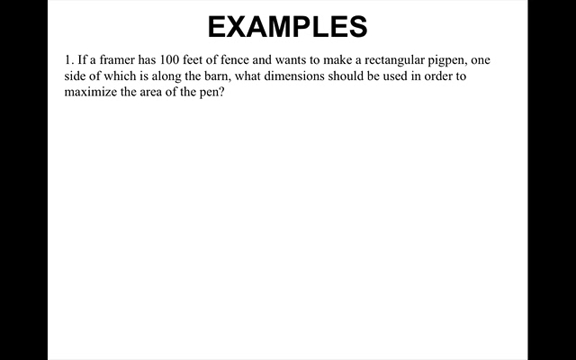 EXAMPLES
1. If a framer has 100 feet of fence and wants to make a rectangular pigpen, one
side of which is along the barn, what dimensions should be used in order to
maximize the area of the pen?